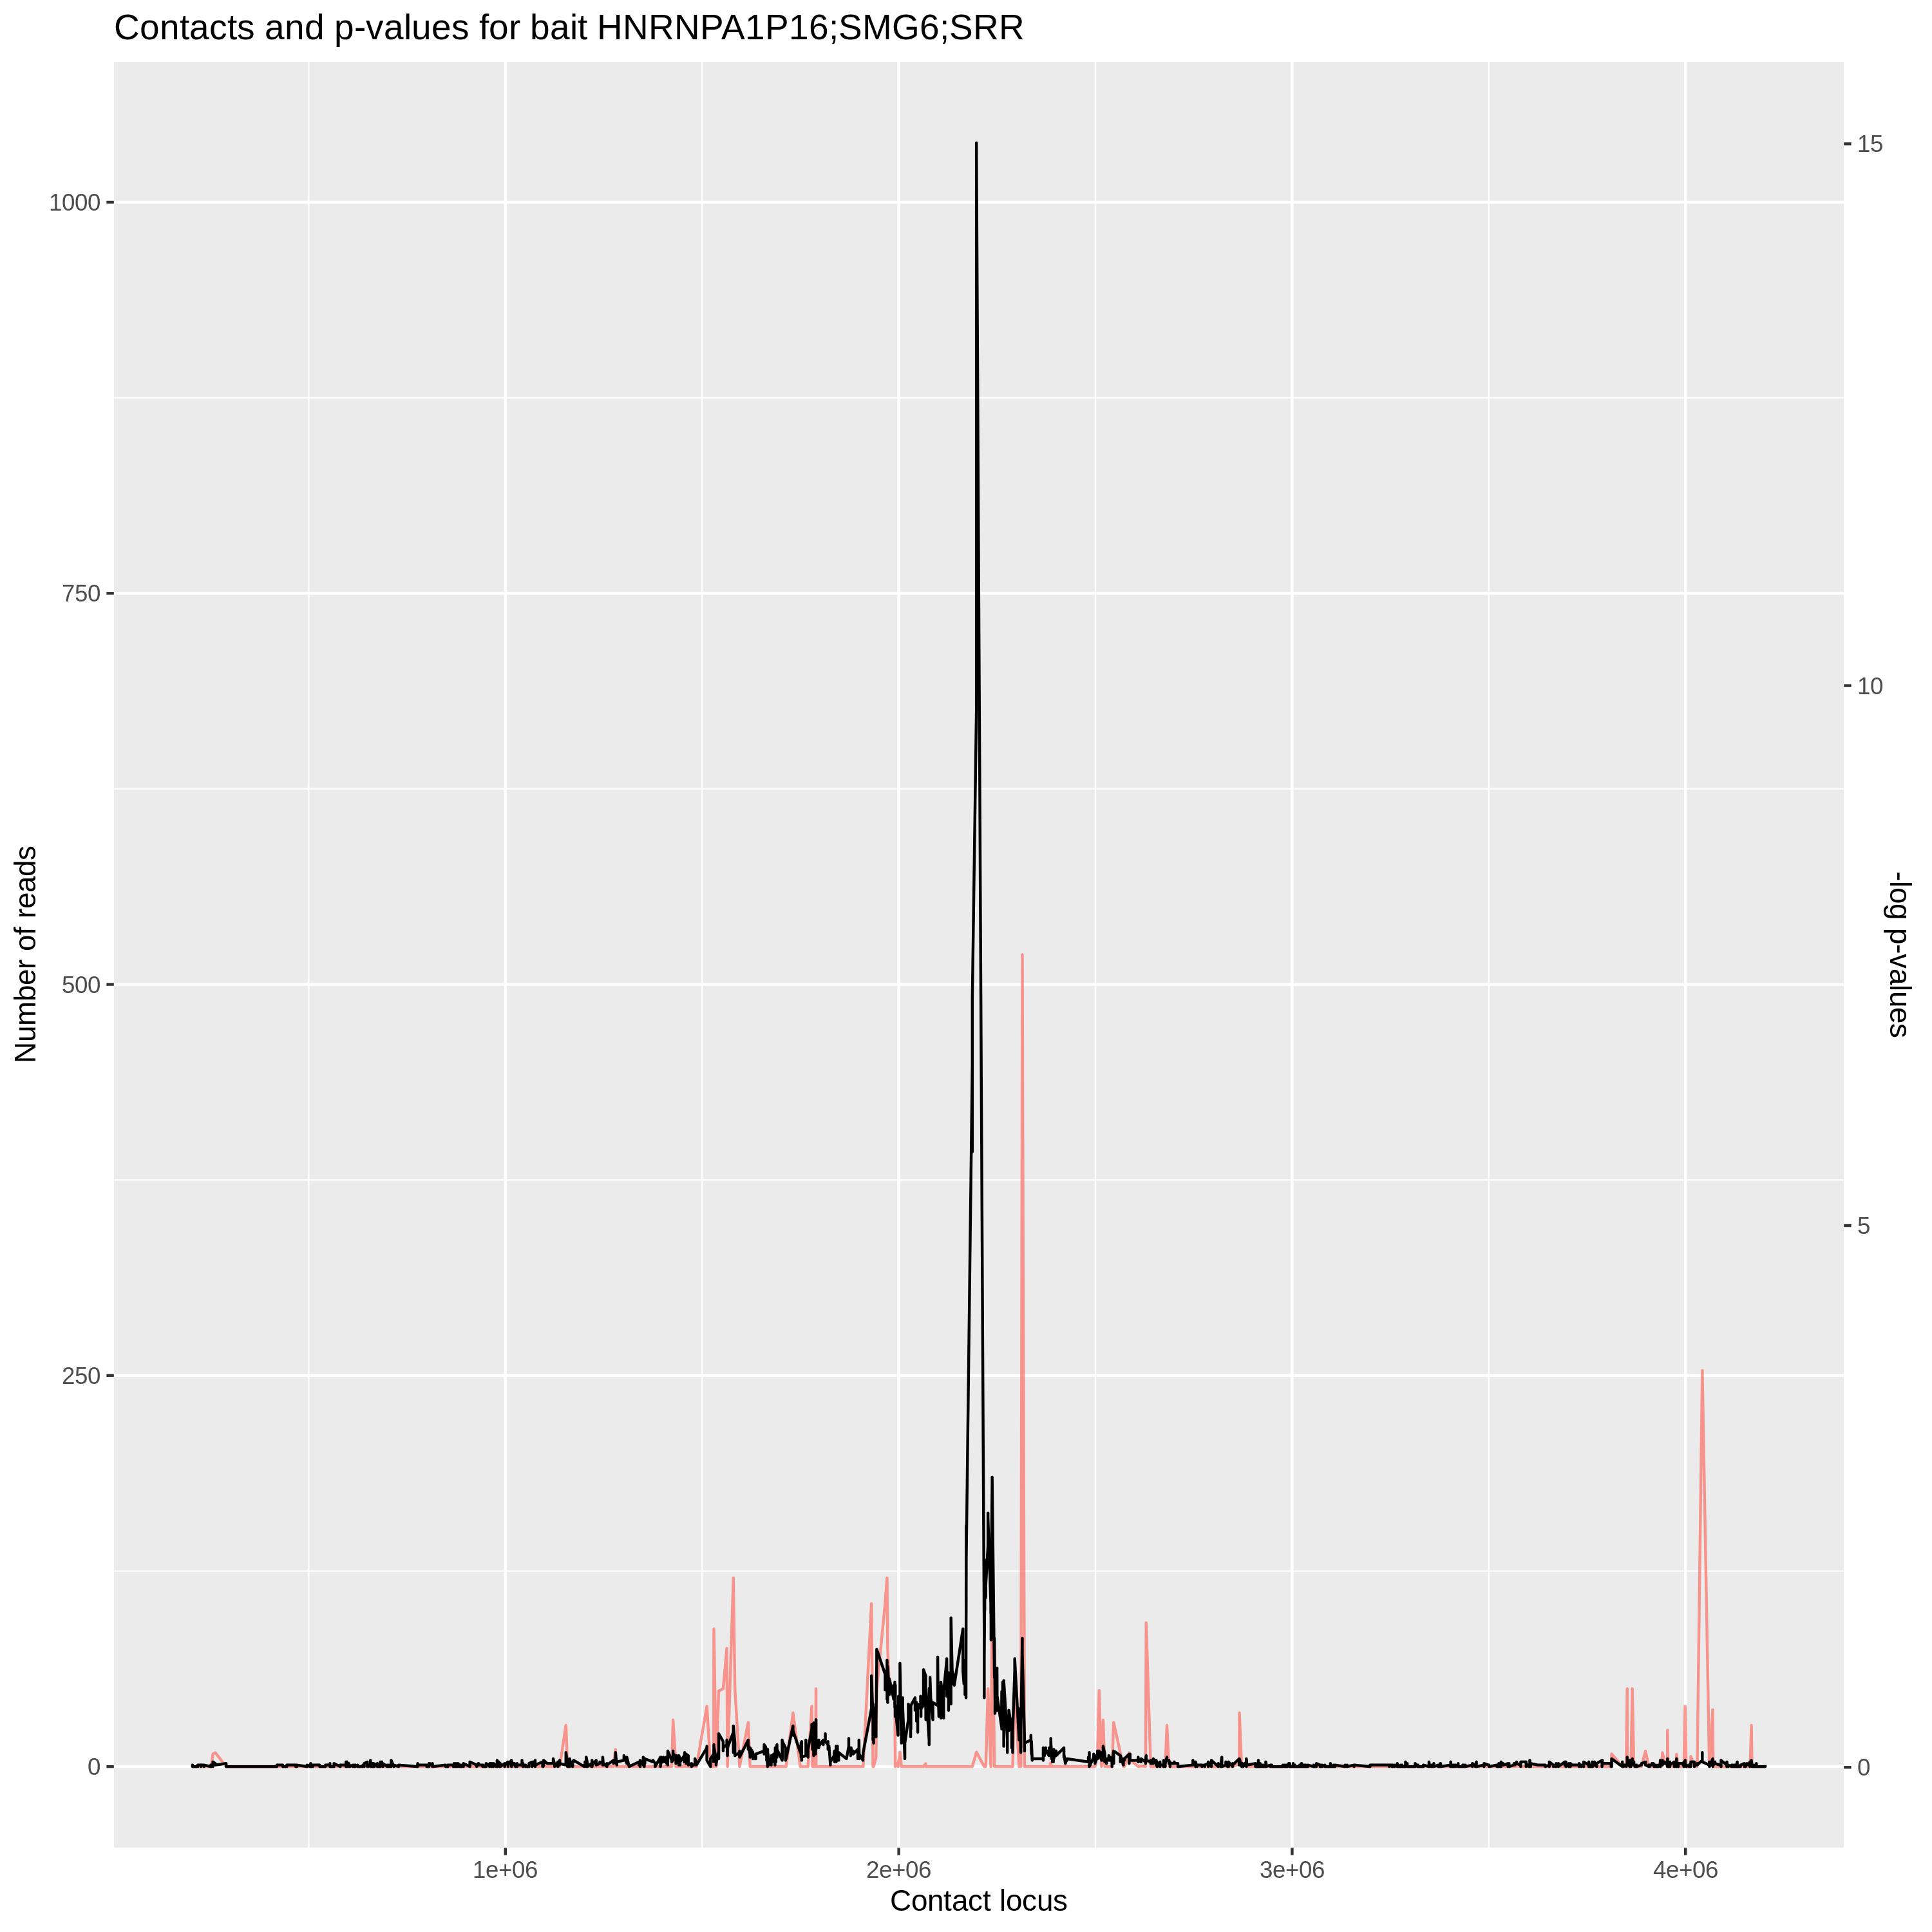 Contacts and p-values for bait HNRNPA1P16;SMG6;SRR
1000
750
500
250
0
Number of reads
15
10
5
0
-log p-values
1e+06
2e+06
3e+06
4e+06
Contact locus